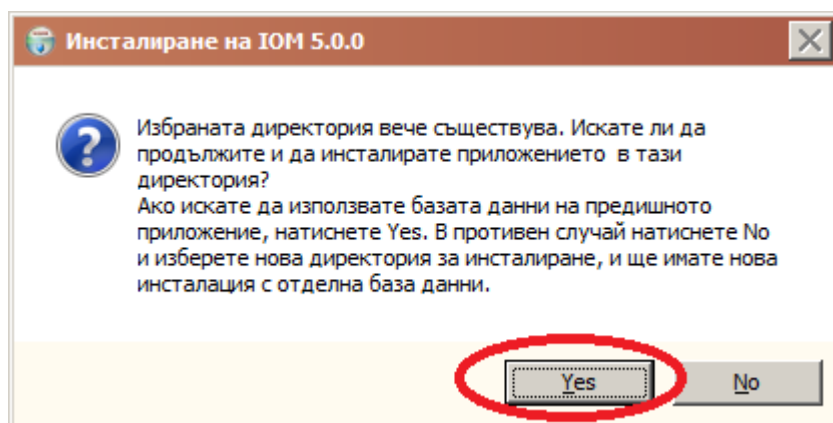 Инсталиране на IOM 5.0.0
Избраната директория вече съществува. Искате ли да
продължите и да инсталирате приложението в тази
директория?
Ако искате да използвате базата данни на предишното
приложение, натиснете Yes. В противен случай натиснете No
и изберете нова директория за инсталиране, и ще имате нова
инсталация с отделна база данни.
Yes No